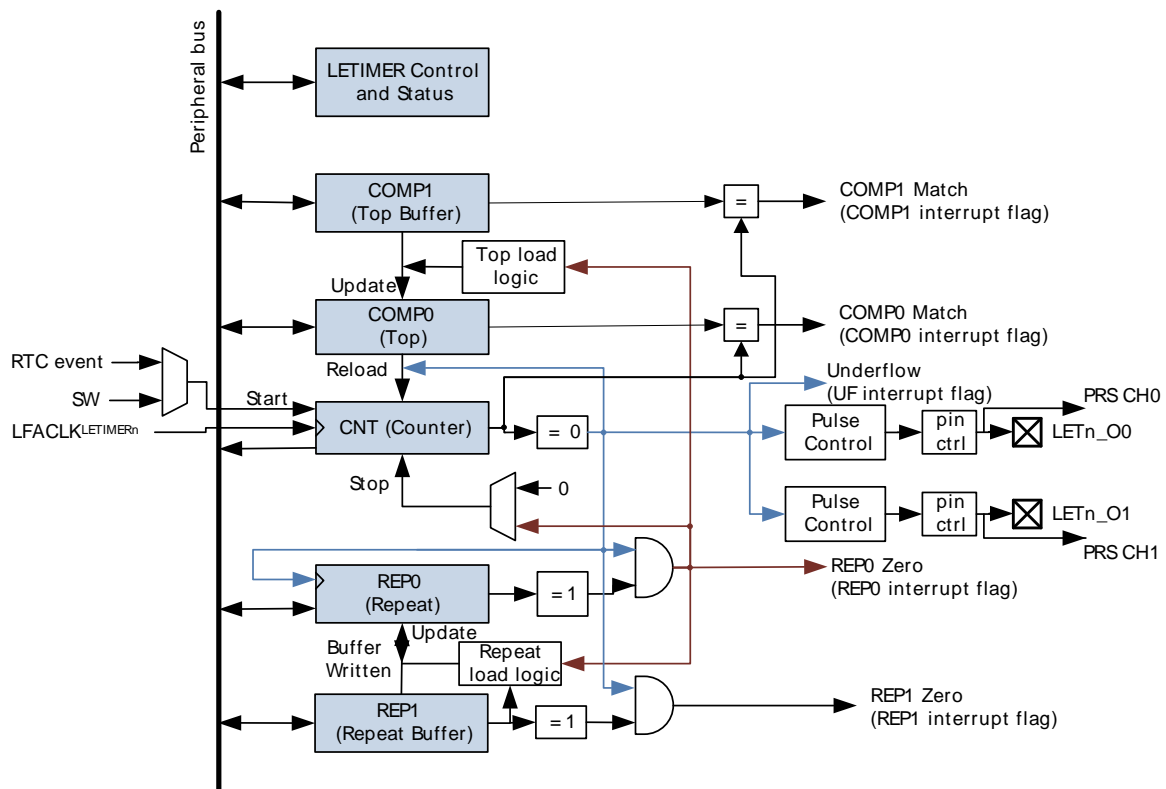 Peripheral bus
LETIMER Control
and Status
COMP1
(Top Buffer)
=
COMP1 Match
(COMP1 interrupt flag)
Top load
logic
Update
COMP0
(Top)
=
COMP0 Match
(COMP0 interrupt flag)
RTC event
SW
LFACLKLETIMERn
Start
Reload
CNT (Counter)
= 0
Underflow
(UF interrupt flag)
Pulse
Control
pin
ctrl
PRS CH0
LETn_O0
Stop
0
Pulse
Control
pin
ctrl
LETn_O1
PRS CH1
REP0
(Repeat)
= 1
REP0 Zero
(REP0 interrupt flag)
Update
Buffer
Written
Repeat
load logic
REP1
(Repeat Buffer)
= 1
REP1 Zero
(REP1 interrupt flag)